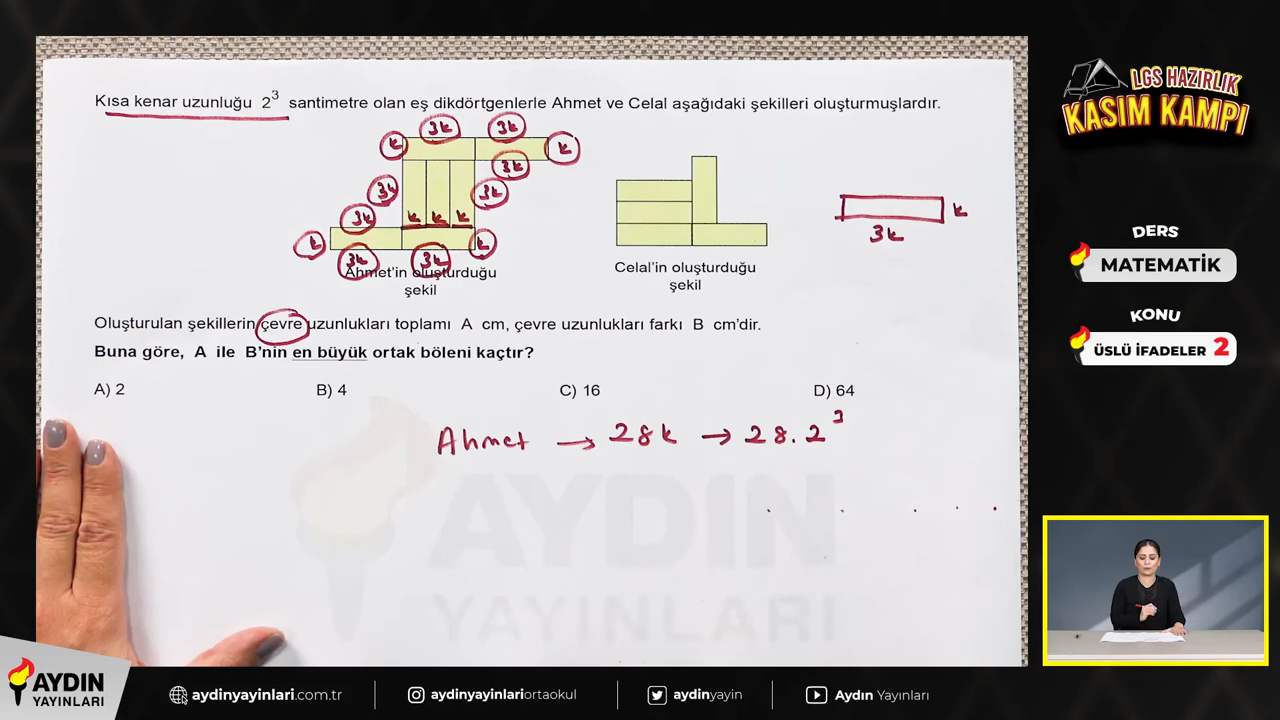 Kısa kenar uzunluğu 2³ santimetre olan eş dikdörtgenlerle Ahmet ve Celal aşağıdaki şekilleri oluşturmuşlardır.
3k 3k
k k
3k
3k 3k
3k k k k
k k
3k 3k
k
3k
Ahmet'in oluşturduğu
şekil
Celal'in oluşturduğu
şekil
Oluşturulan şekillerin çevre uzunlukları toplamı A cm, çevre uzunlukları farkı B cm'dir.
Buna göre, A ile B'nin en büyük ortak böleni kaçtır?
A) 2 B) 4 C) 16 D) 64
Ahmet → 28k → 28.2³
AYDIN
YAYINLARI
LGS HAZIRLIK
KASIM KAMPI
DERS
MATEMATİK
KONU
ÜSLÜ İFADELER 2
AYDIN
YAYINLARI
aydinyayinlari.com.tr
aydinyayinlariortaokul
aydinyayin
Aydın Yayınları